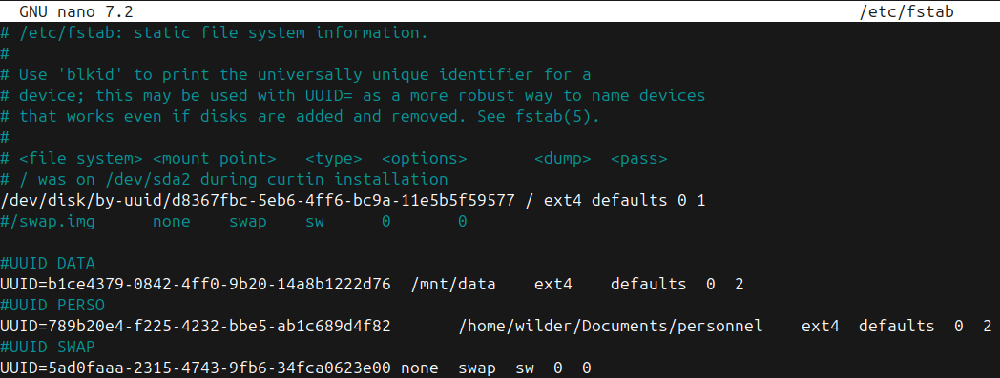 GNU nano 7.2 /etc/fstab
# /etc/fstab: static file system information.
#
# Use 'blkid' to print the universally unique identifier for a
# device; this may be used with UUID= as a more robust way to name devices
# that works even if disks are added and removed. See fstab(5).
#
# <file system> <mount point>   <type>  <options>       <dump>  <pass>
# / was on /dev/sda2 during curtin installation
/dev/disk/by-uuid/d8367fbc-5eb6-4ff6-bc9a-11e5b5f59577 / ext4 defaults 0 1
#/swap.img      none    swap    sw      0       0
#UUID DATA
UUID=b1ce4379-0842-4ff0-9b20-14a8b1222d76  /mnt/data    ext4    defaults  0  2
#UUID PERSO
UUID=789b20e4-f225-4232-bbe5-ab1c689d4f82       /home/wilder/Documents/personnel    ext4  defaults  0  2
#UUID SWAP
UUID=5ad0faaa-2315-4743-9fb6-34fca0623e00 none  swap  sw  0  0